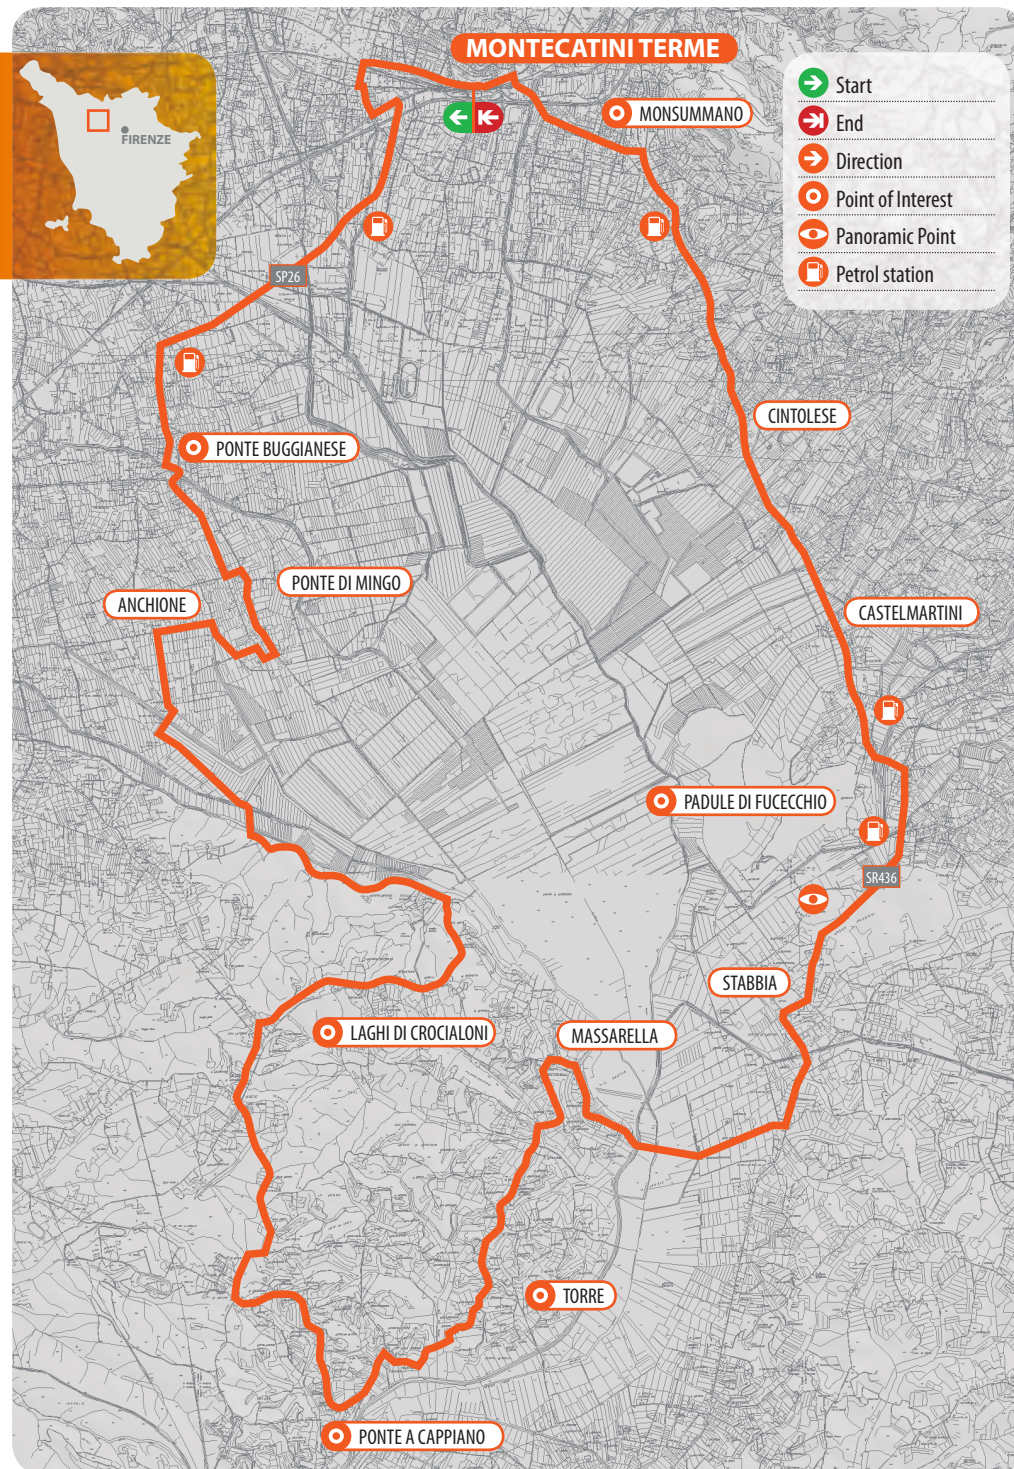 MONTECATINI TERME
FIRENZE
Start
End
Direction
Point of Interest
Panoramic Point
Petrol station
MONSUMMANO
SP26
CINTOLESE
PONTE BUGGIANESE
PONTE DI MINGO
ANCHIONE
CASTELMARTINI
PADULE DI FUCECCHIO
SR436
STABBIA
LAGHI DI CROCIALONI
MASSARELLA
TORRE
PONTE A CAPPIANO